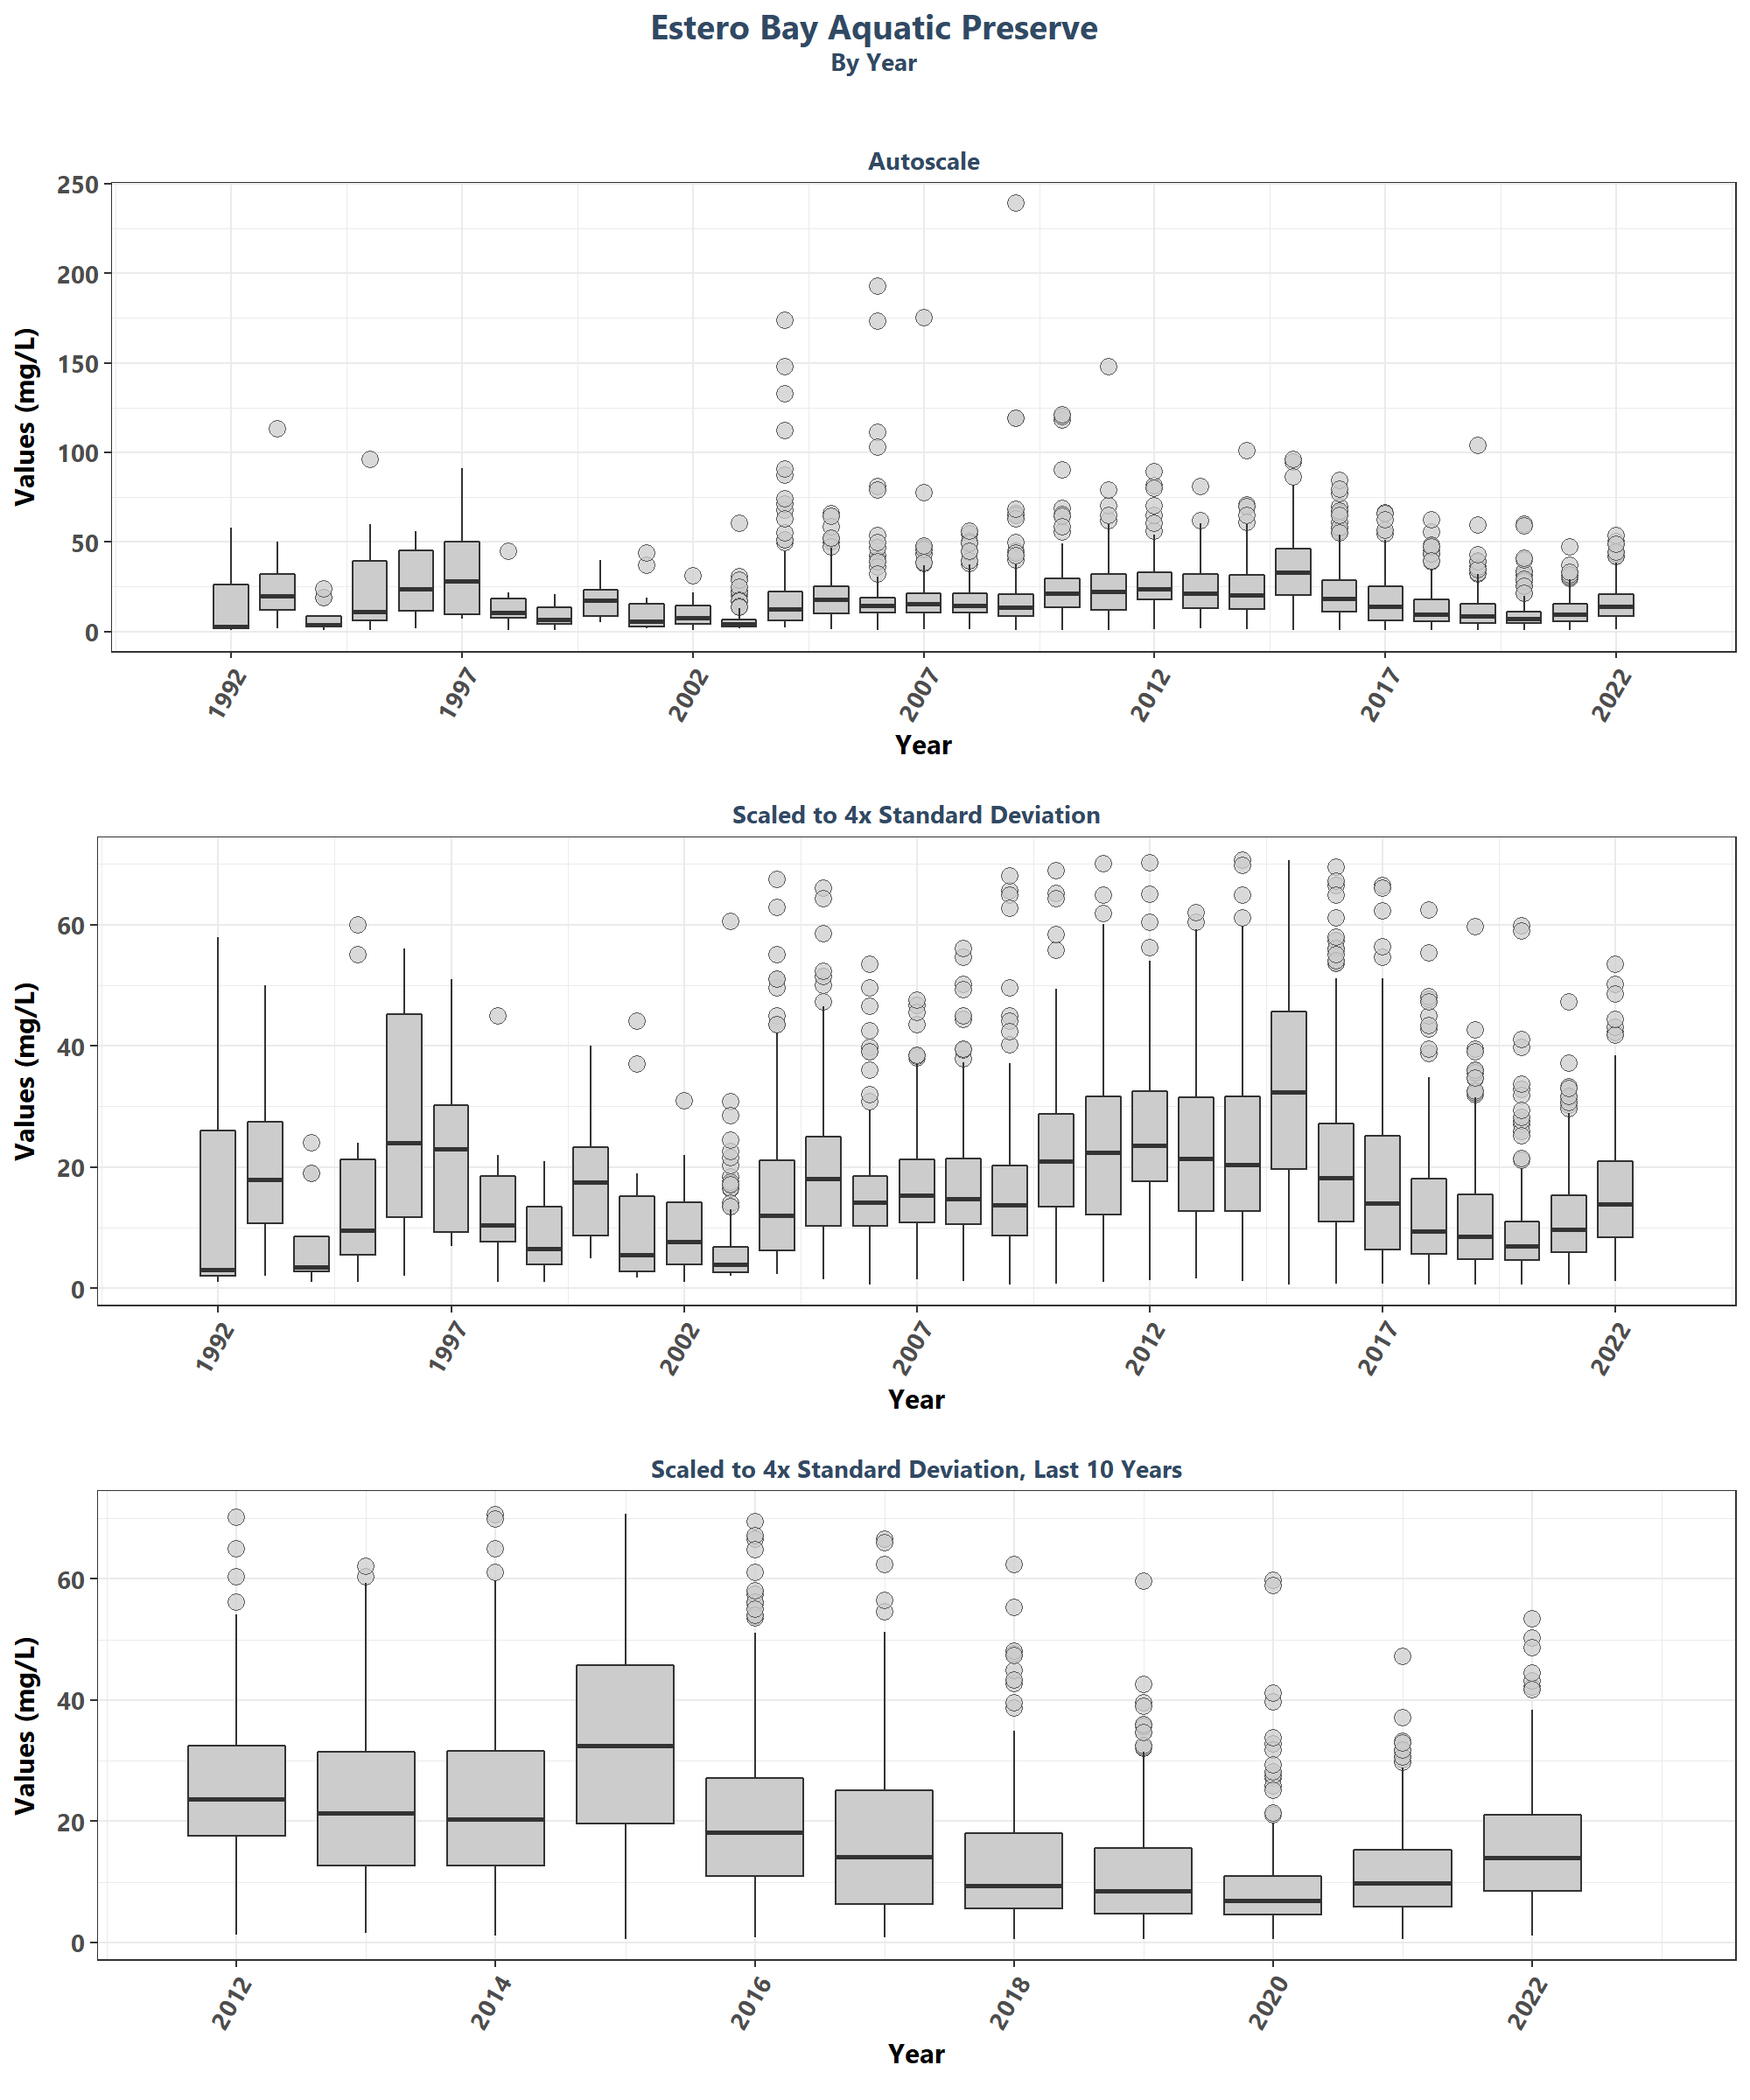 Estero Bay Aquatic Preserve
By Year
Autoscale
250
200
150
100
50
0
Values (mg/L)
1992 1997 2002 2007 2012 2017 2022
Year
Scaled to 4x Standard Deviation
60
40
20
0
Values (mg/L)
1992 1997 2002 2007 2012 2017 2022
Year
Scaled to 4x Standard Deviation, Last 10 Years
60
40
20
0
Values (mg/L)
2012 2014 2016 2018 2020 2022
Year